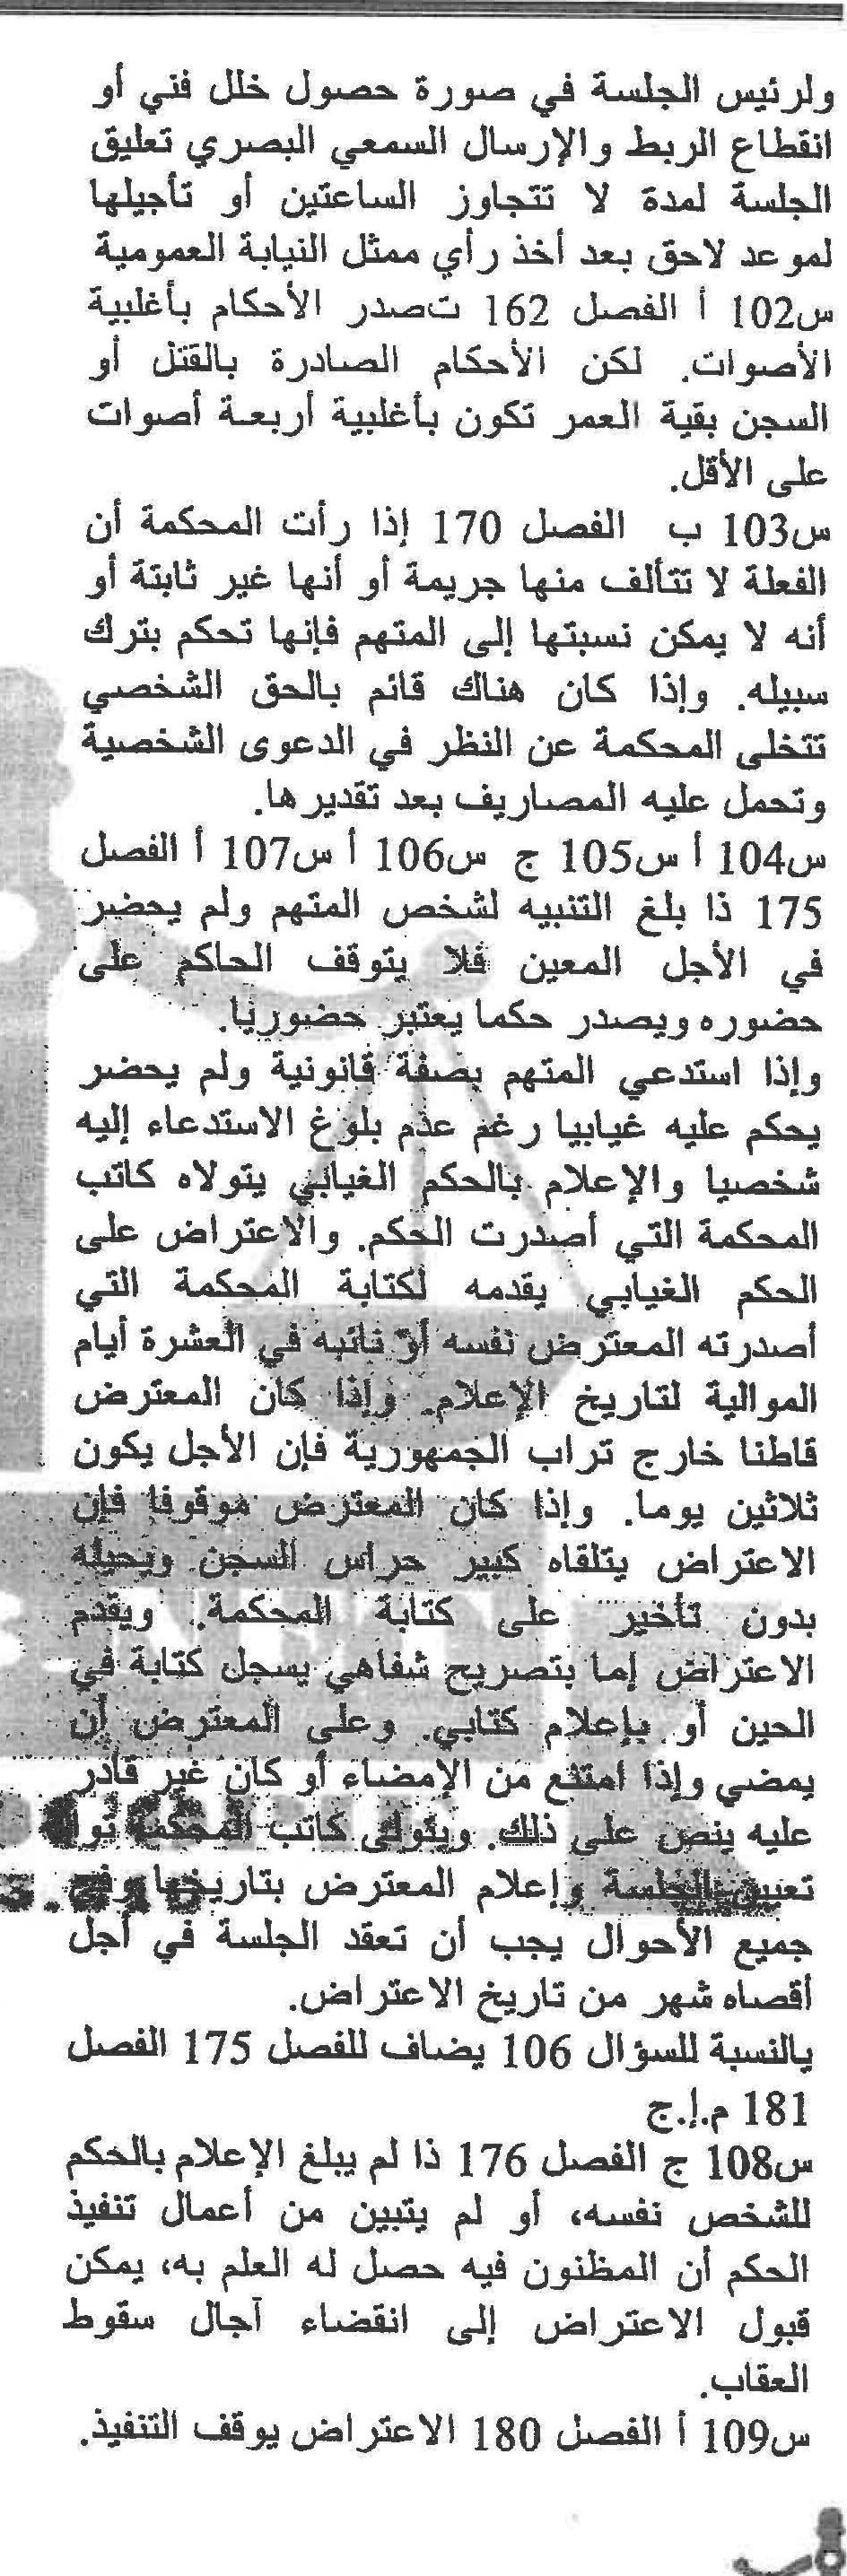 ولرئيس الجلسة في صورة حصول خلل فني أو
انقطاع الربط والإرسال السمعي البصري تعليق
الجلسة لمدة لا تتجاوز الساعتين أو تأجيلها
لموعد لاحق بعد أخذ رأي ممثل النيابة العمومية
س102 أ الفصل 162 تصدر الأحكام بأغلبية
الأصوات. لكن الأحكام الصادرة بالقتل أو
السجن بقية العمر تكون بأغلبية أربعة أصوات
على الأقل.
س103 ب الفصل 170 إذا رأت المحكمة أن
الفعلة لا تتألف منها جريمة أو أنها غير ثابتة أو
أنه لا يمكن نسبتها إلى المتهم فإنها تحكم بترك
سبيله. وإذا كان هناك قائم بالحق الشخصي
تتخلى المحكمة عن النظر في الدعوى الشخصية
وتحمل عليه المصاريف بعد تقديرها.
س104 أ س105 ج س106 أ س107 أ الفصل
175 ذا بلغ التنبيه لشخص المتهم ولم يحضر
في الأجل المعين فلا يتوقف الحاكم على
حضوره ويصدر حكما يعتبر حضوريا.
وإذا استدعي المتهم بصفة قانونية ولم يحضر
يحكم عليه غيابيا رغم عدم بلوغ الاستدعاء إليه
شخصيا والإعلام بالحكم الغيابي يتولاه كاتب
المحكمة التي أصدرت الحكم. والاعتراض على
الحكم الغيابي يقدمه لكتابة المحكمة التي
أصدرته المعترض نفسه أو نائبه في العشرة أيام
الموالية لتاريخ الإعلام. وإذا كان المعترض
قاطنا خارج تراب الجمهورية فإن الأجل يكون
ثلاثين يوما. وإذا كان المعترض موقوفا فإن
الاعتراض يتلقاه كبير حراس السجن ويحيله
بدون تأخير على كتابة المحكمة. ويقدم
الاعتراض إما بتصريح شفاهي يسجل كتابة في
الحين أو بإعلام كتابي. وعلى المعترض أن
يمضي وإذا امتنع من الإمضاء أو كان غير قادر
عليه ينص على ذلك. ويتولى كاتب المحكمة توا
تعيين الجلسة وإعلام المعترض بتاريخها وفي
جميع الأحوال يجب أن تعقد الجلسة في أجل
أقصاه شهر من تاريخ الاعتراض.
بالنسبة للسؤال 106 يضاف للفصل 175 الفصل
181 م.إ.ج
س108 ج الفصل 176 ذا لم يبلغ الإعلام بالحكم
للشخص نفسه، أو لم يتبين من أعمال تنفيذ
الحكم أن المظنون فيه حصل له العلم به، يمكن
قبول الاعتراض إلى انقضاء آجال سقوط
العقاب.
س109 أ الفصل 180 الاعتراض يوقف التنفيذ.